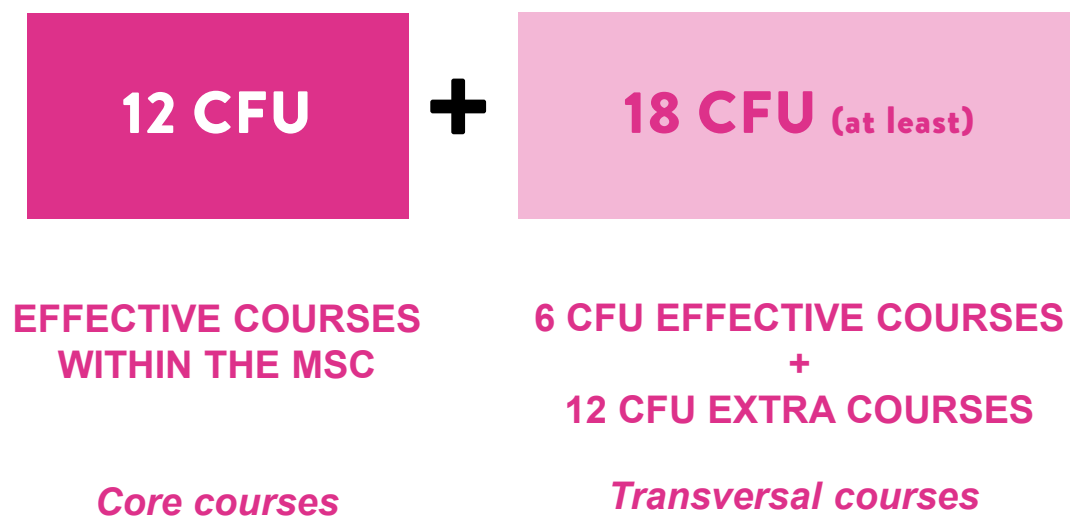 12 CFU
+
18 CFU (at least)
EFFECTIVE COURSES
WITHIN THE MSC
Core courses
6 CFU EFFECTIVE COURSES
+
12 CFU EXTRA COURSES
Transversal courses